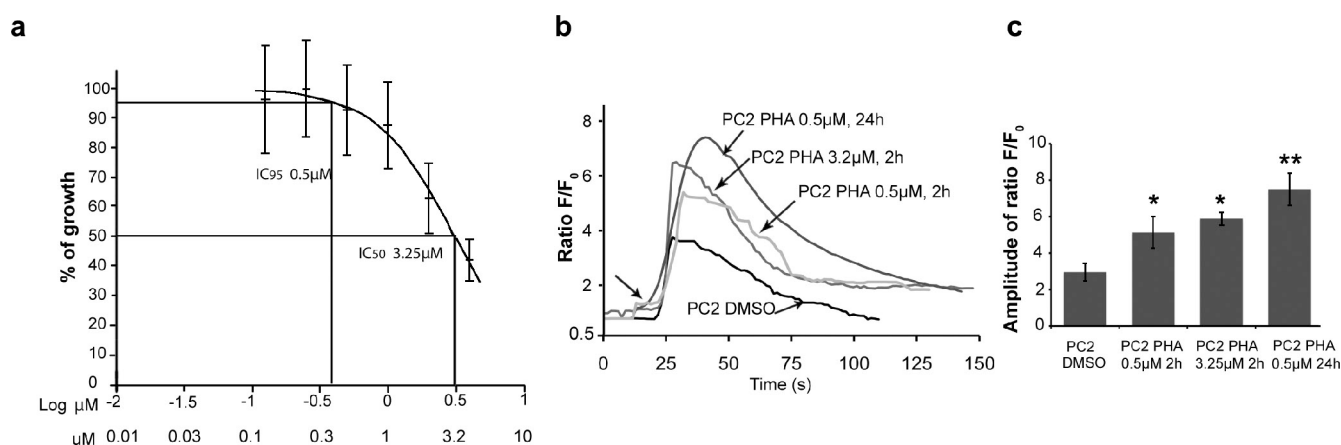 a
% of growth
100
90
80
70
60
50
40
30
20
10
0
IC95 0.5µM
IC50 3.25µM
Log µM -2 -1.5 -1 -0.5 0 0.5 1
uM 0.01 0.03 0.1 0.3 1 3.2 10
b
Ratio F/F0
8
6
4
2
0.5
PC2 PHA 0.5µM, 24h
PC2 PHA 3.2µM, 2h
PC2 PHA 0.5µM, 2h
PC2 DMSO
0 25 50 75 100 125 150
Time (s)
c
Amplitude of ratio F/F0
10
8
6
4
2
0
* * **
PC2 PC2 PHA PC2 PHA PC2 PHA
DMSO 0.5µM 2h 3.25µM 2h 0.5µM 24h